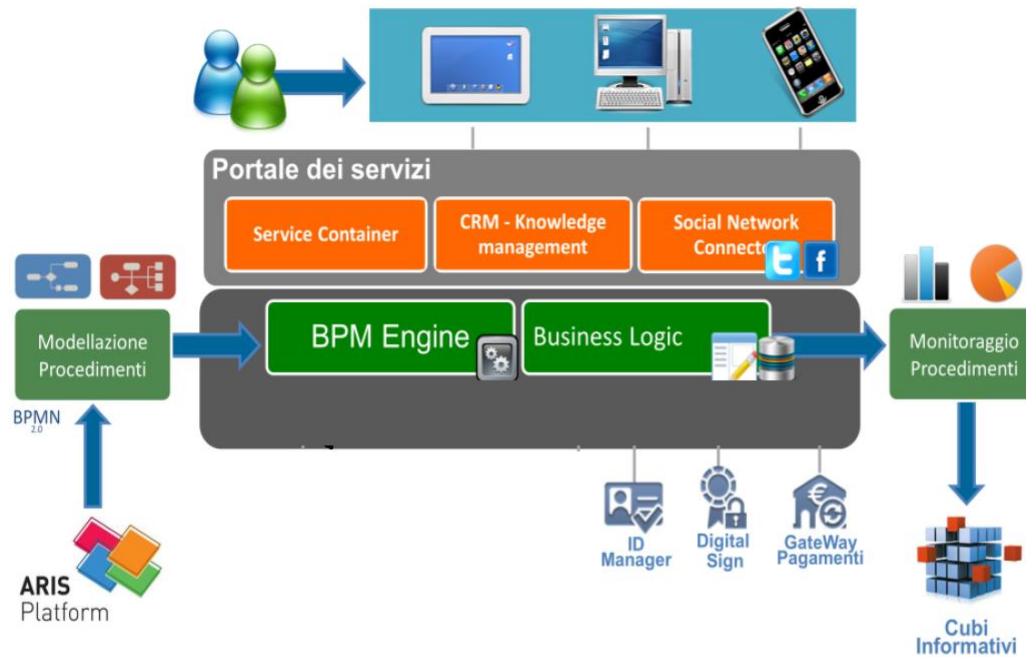 Portale dei servizi
Service Container
CRM - Knowledge
management
Social Network
Connecto
Modellazione
Procedimenti
BPM Engine
Business Logic
Monitoraggio
Procedimenti
BPMN
2.0
ARIS
Platform
ID
Manager
Digital
Sign
GateWay
Pagamenti
Cubi
Informativi